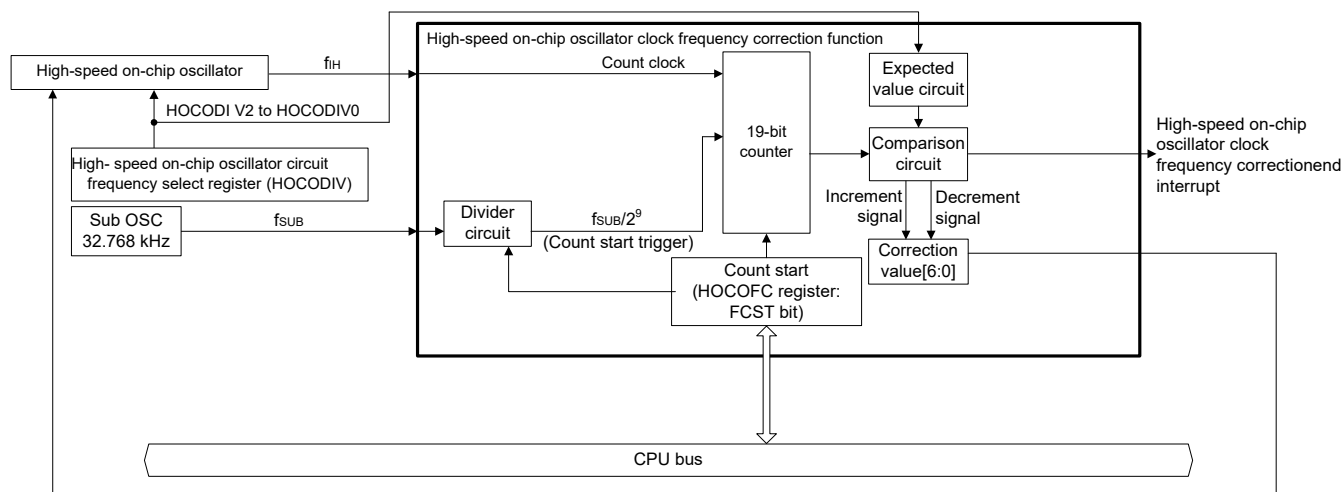 High-speed on-chip oscillator clock frequency correction function
High-speed on-chip oscillator
fIH
Count clock
HOCODI V2 to HOCODIV0
High- speed on-chip oscillator circuit
frequency select register (HOCODIV)
Sub OSC
32.768 kHz
fSUB
Divider
circuit
fSUB/2⁹
(Count start trigger)
19-bit
counter
Count start
(HOCOFC register:
FCST bit)
Expected
value circuit
Comparison
circuit
Increment
signal
Decrement
signal
Correction
value[6:0]
High-speed on-chip
oscillator clock
frequency correctionend
interrupt
CPU bus